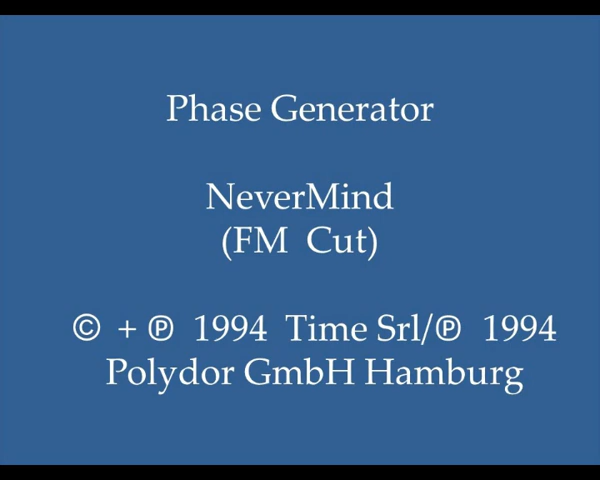 Phase Generator
NeverMind
(FM Cut)
© + ℗ 1994 Time Srl/℗ 1994
Polydor GmbH Hamburg